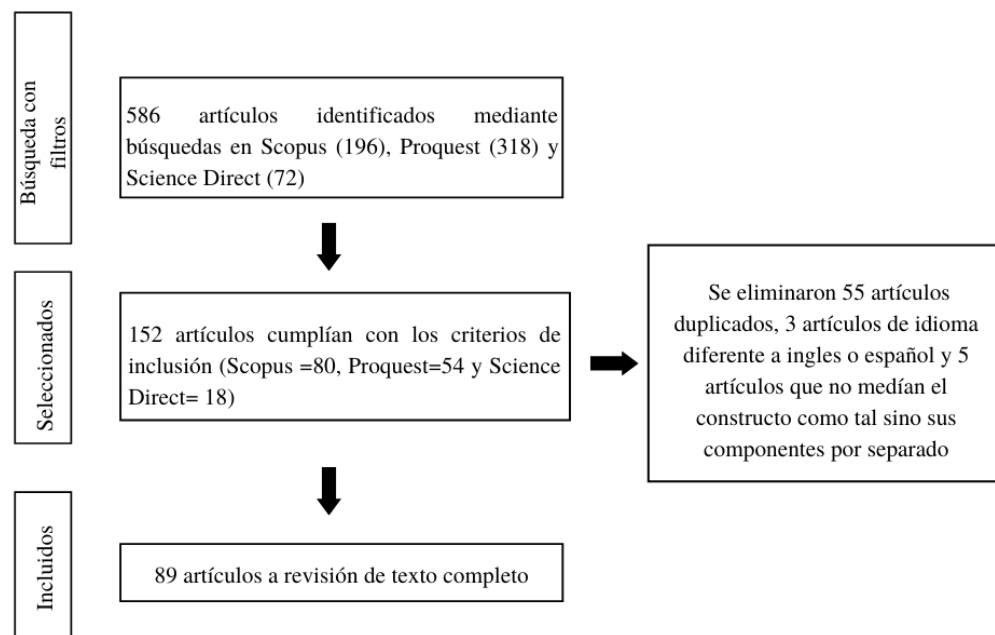 Búsqueda con
filtros
586 artículos identificados mediante
búsquedas en Scopus (196), Proquest (318) y
Science Direct (72)
Seleccionados
152 artículos cumplían con los criterios de
inclusión (Scopus =80, Proquest=54 y Science
Direct= 18)
Se eliminaron 55 artículos
duplicados, 3 artículos de idioma
diferente a ingles o español y 5
artículos que no medían el
constructo como tal sino sus
componentes por separado
Incluidos
89 artículos a revisión de texto completo